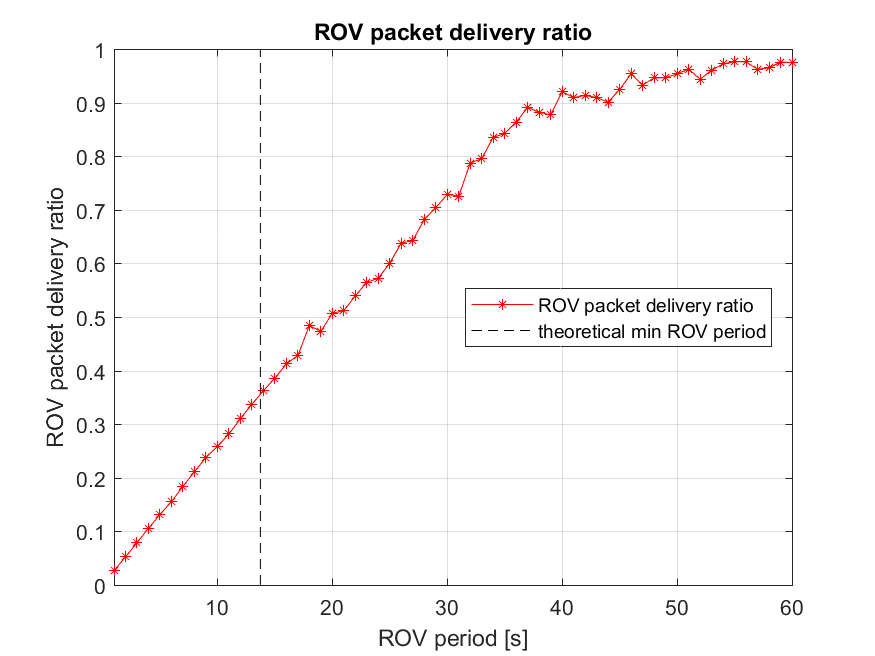 ROV packet delivery ratio
1
0.9
0.8
0.7
0.6
0.5
0.4
0.3
0.2
0.1
0
ROV packet delivery ratio
ROV packet delivery ratio
theoretical min ROV period
10 20 30 40 50 60
ROV period [s]